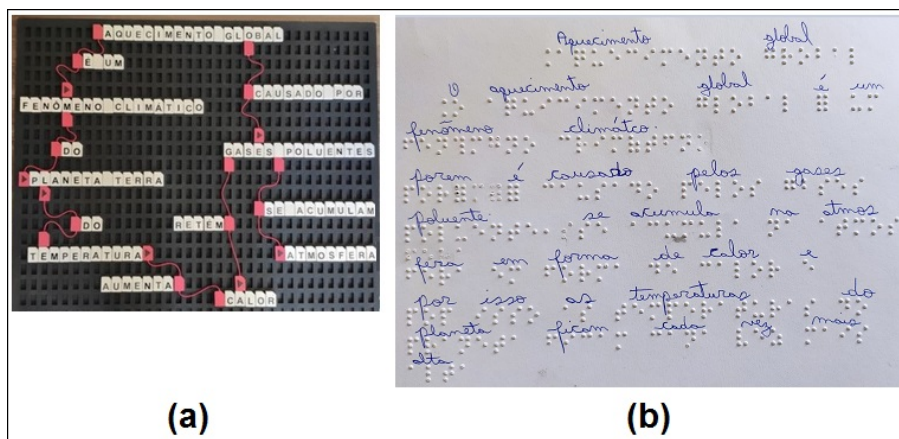 AQUECIMENTO GLOBAL
É UM
CAUSADO POR
FENÔMENO CLIMÁTICO
DO
GASES POLUENTES
PLANETA TERRA
SE ACUMULAM
DO
RETÉM
TEMPERATURA
ATMOSFERA
AUMENTA
CALOR
(a)
Aquecimento global
O aquecimento global é um
fenômeno climátco.
porem é causado pelos gases
poluente. se acumula na atmos
fera em forma de calor e
por isso as temperaturas do
planeta ficam cada vez mais
alta.
(b)